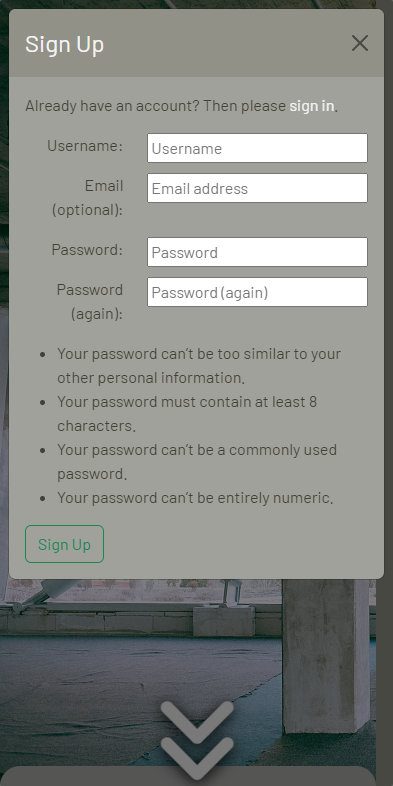 Sign Up
Already have an account? Then please sign in.
Username:
Username
Email
(optional):
Email address
Password:
Password
Password
(again):
Password (again)
Your password can’t be too similar to your
other personal information.
Your password must contain at least 8
characters.
Your password can’t be a commonly used
password.
Your password can’t be entirely numeric.
Sign Up